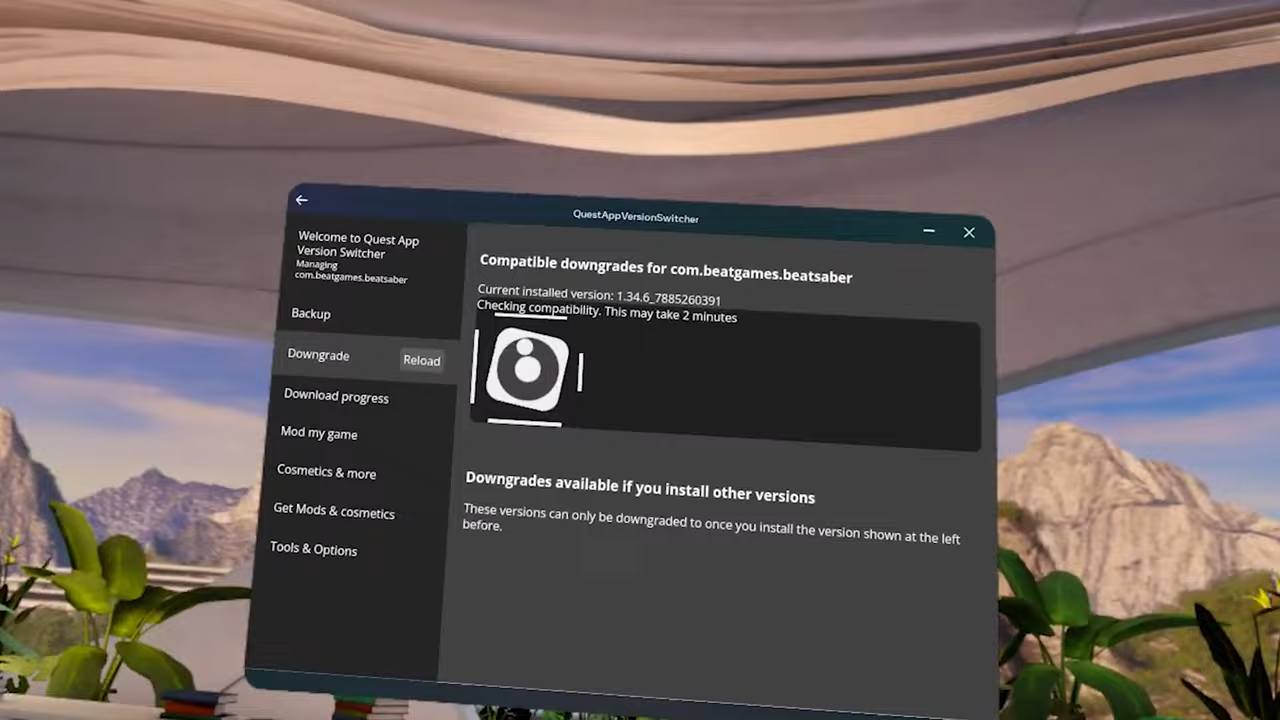 QuestAppVersionSwitcher
Welcome to Quest App
Version Switcher
Managing
com.beatgames.beatsaber
Backup
Downgrade
Reload
Download progress
Mod my game
Cosmetics & more
Get Mods & cosmetics
Tools & Options
Compatible downgrades for com.beatgames.beatsaber
Current installed version: 1.34.6_7885260391
Checking compatibility. This may take 2 minutes
Downgrades available if you install other versions
These versions can only be downgraded to once you install the version shown at the left
before.